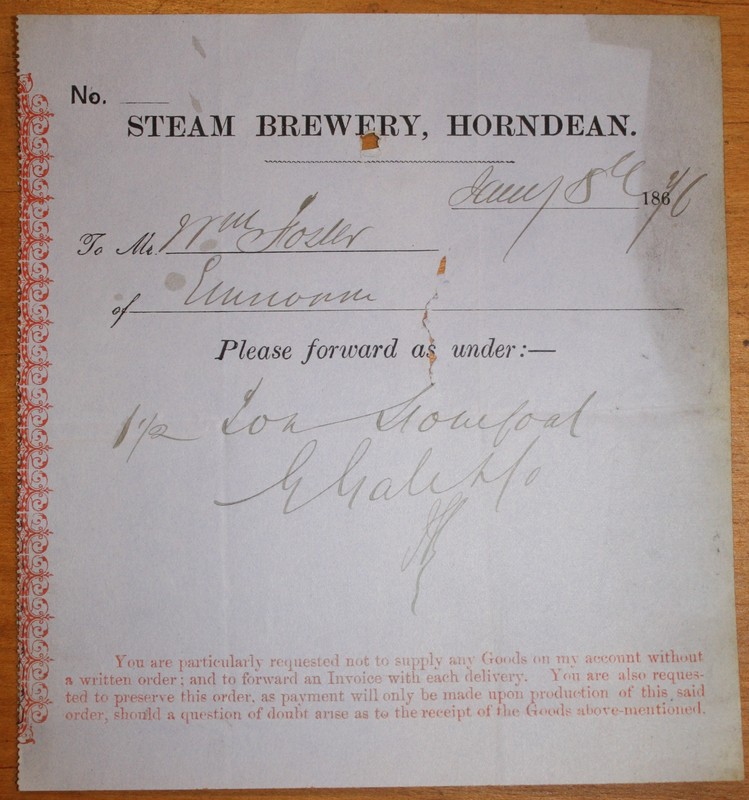 No.
STEAM BREWERY, HORNDEAN.
Jany 8th 186
To Mr. Wm Foster
of Emsworth
Please forward as under:—
1 1/2 Ton Steamcoal
G Gale & Co
You are particularly requested not to supply any Goods on my account without
a written order; and to forward an Invoice with each delivery. You are also reques-
ted to preserve this order, as payment will only be made upon production of this said
order, should a question of doubt arise as to the receipt of the Goods above-mentioned.